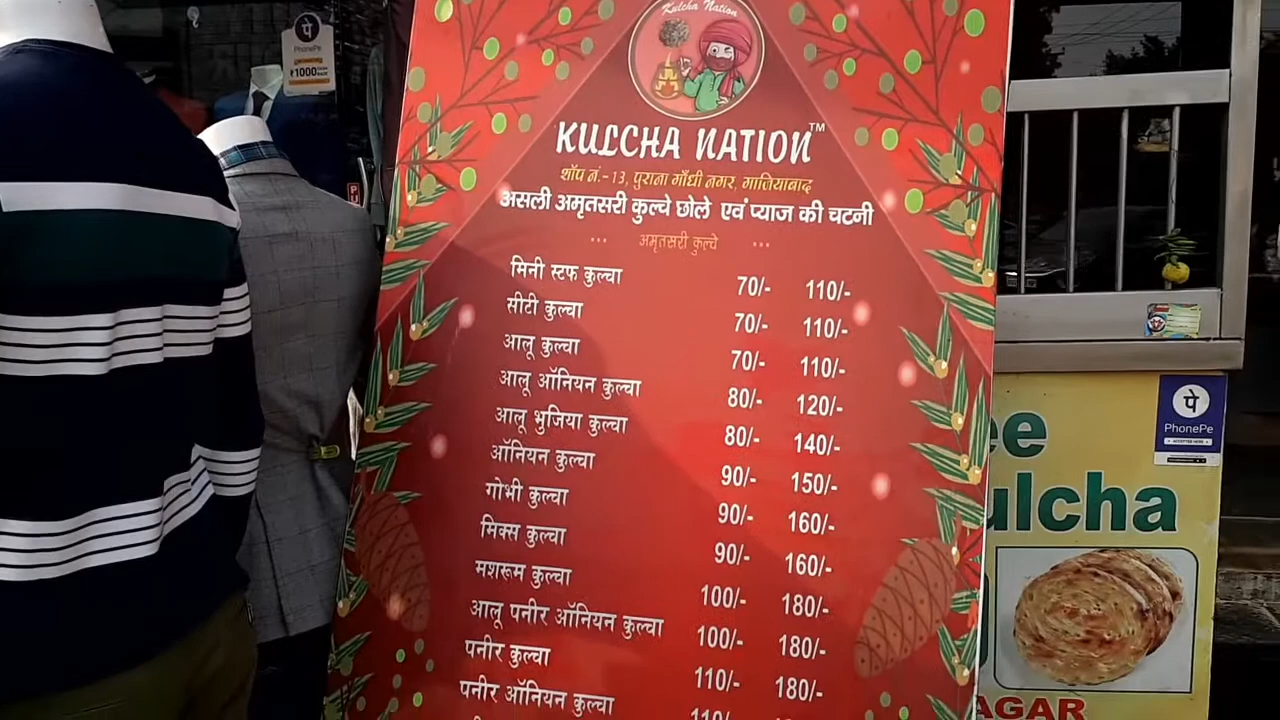 पे
PhonePe
₹1000
Kulcha Nation
KULCHA NATION™
शॉप नं.-13, पुराना गाँधी नगर, गाजियाबाद
असली अमृतसरी कुल्चे छोले एवं प्याज की चटनी
... अमृतसरी कुल्चे ...
मिनी स्टफ कुल्चा 70/- 110/-
सीटी कुल्चा 70/- 110/-
आलू कुल्चा 70/- 110/-
आलू ऑनियन कुल्चा 80/- 120/-
आलू भुजिया कुल्चा 80/- 140/-
ऑनियन कुल्चा 90/- 150/-
गोभी कुल्चा 90/- 160/-
मिक्स कुल्चा 90/- 160/-
मशरूम कुल्चा 100/- 180/-
आलू पनीर ऑनियन कुल्चा 100/- 180/-
पनीर कुल्चा 110/- 180/-
पनीर ऑनियन कुल्चा 110/-
पे
PhonePe
ee
ulcha
AGAR